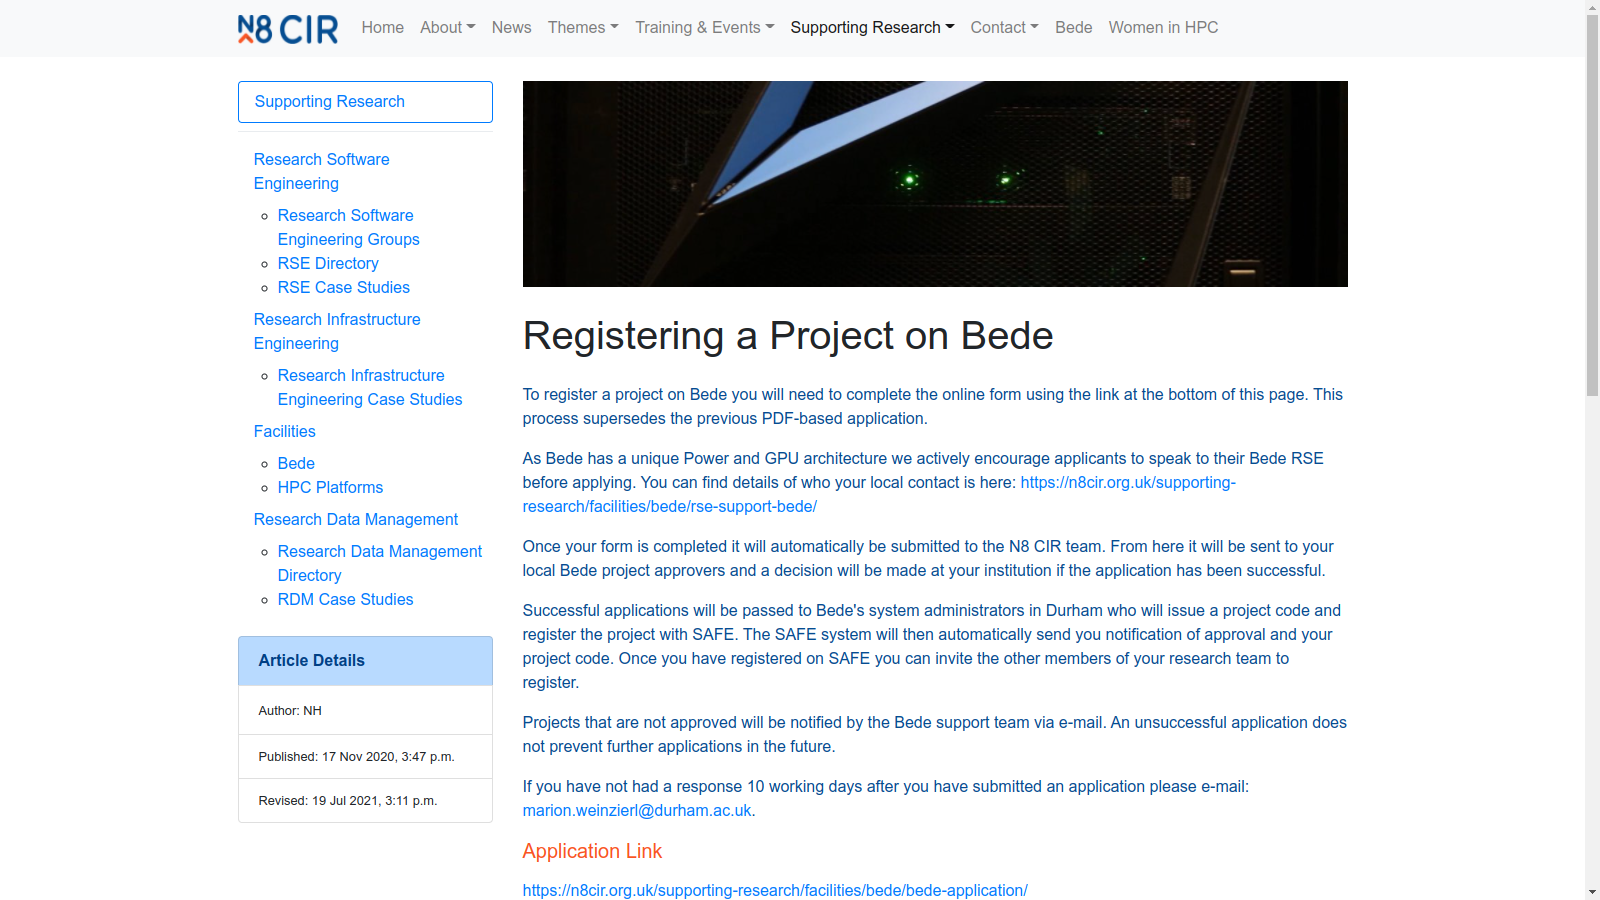 N8 CIR Home About News Themes Training & Events Supporting Research Contact Bede Women in HPC
Supporting Research
Research Software
Engineering
Research Software
Engineering Groups
RSE Directory
RSE Case Studies
Research Infrastructure
Engineering
Research Infrastructure
Engineering Case Studies
Facilities
Bede
HPC Platforms
Research Data Management
Research Data Management
Directory
RDM Case Studies
Article Details
Author: NH
Published: 17 Nov 2020, 3:47 p.m.
Revised: 19 Jul 2021, 3:11 p.m.
Registering a Project on Bede
To register a project on Bede you will need to complete the online form using the link at the bottom of this page. This
process supersedes the previous PDF-based application.
As Bede has a unique Power and GPU architecture we actively encourage applicants to speak to their Bede RSE
before applying. You can find details of who your local contact is here: https://n8cir.org.uk/supporting-
research/facilities/bede/rse-support-bede/
Once your form is completed it will automatically be submitted to the N8 CIR team. From here it will be sent to your
local Bede project approvers and a decision will be made at your institution if the application has been successful.
Successful applications will be passed to Bede's system administrators in Durham who will issue a project code and
register the project with SAFE. The SAFE system will then automatically send you notification of approval and your
project code. Once you have registered on SAFE you can invite the other members of your research team to
register.
Projects that are not approved will be notified by the Bede support team via e-mail. An unsuccessful application does
not prevent further applications in the future.
If you have not had a response 10 working days after you have submitted an application please e-mail:
marion.weinzierl@durham.ac.uk.
Application Link
https://n8cir.org.uk/supporting-research/facilities/bede/bede-application/